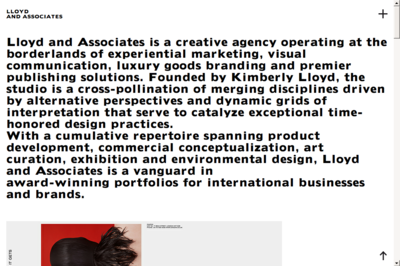 LLOYD
AND ASSOCIATES
Lloyd and Associates is a creative agency operating at the
borderlands of experiential marketing, visual
communication, luxury goods branding and premier
publishing solutions. Founded by Kimberly Lloyd, the
studio is a cross-pollination of merging disciplines driven
by alternative perspectives and dynamic grids of
interpretation that serve to catalyze exceptional time-
honored design practices.
With a cumulative repertoire spanning product
development, commercial conceptualization, art
curation, exhibition and environmental design, Lloyd
and Associates is a vanguard in
award-winning portfolios for international businesses
and brands.